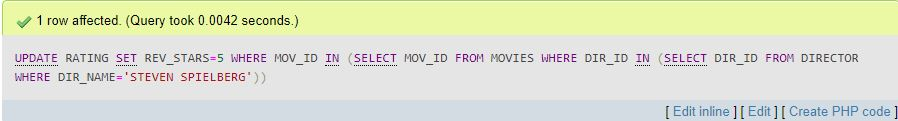 1 row affected. (Query took 0.0042 seconds.)
UPDATE RATING SET REV_STARS=5 WHERE MOV_ID IN (SELECT MOV_ID FROM MOVIES WHERE DIR_ID IN (SELECT DIR_ID FROM DIRECTOR
WHERE DIR_NAME='STEVEN SPIELBERG'))
[ Edit inline ] [ Edit ] [ Create PHP code ]